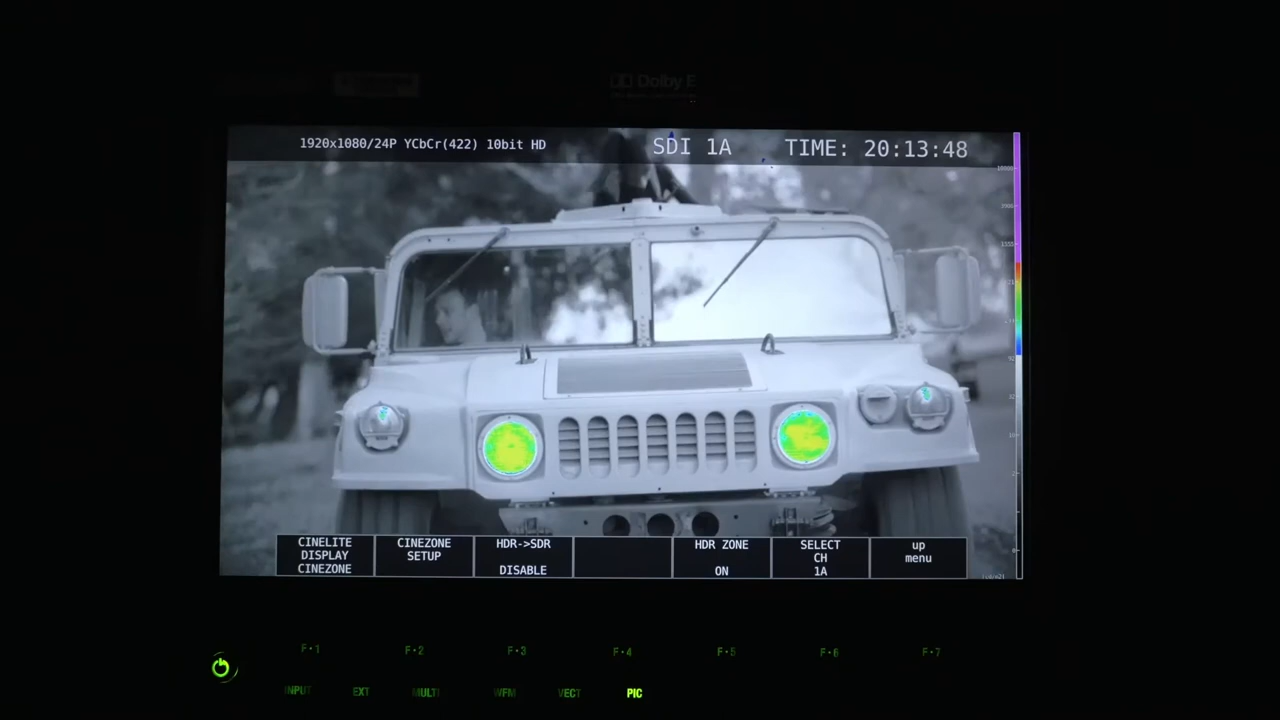 Dolby E
1920x1080/24P YCbCr(422) 10bit HD
SDI 1A
TIME: 20:13:48
CINELITE
DISPLAY
CINEZONE
CINEZONE
SETUP
HDR->SDR
DISABLE
HDR ZONE
ON
SELECT
CH
1A
up
menu
F•1
F•2
F•3
F•4
F•5
F•6
F•7
INPUT
EXT
MULTI
WFM
VECT
PIC